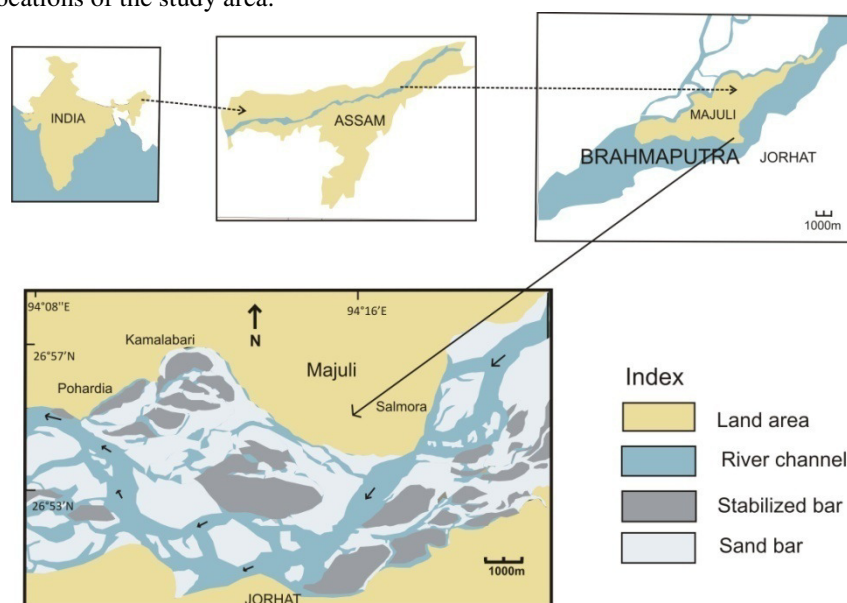 locations of the study area.
INDIA
ASSAM
MAJULI
BRAHMAPUTRA
JORHAT
1000m
94°08"E
94°16'E
N
Kamalabari
26°57'N
Majuli
Pohardia
Salmora
26°53'N
1000m
JORHAT
Index
Land area
River channel
Stabilized bar
Sand bar